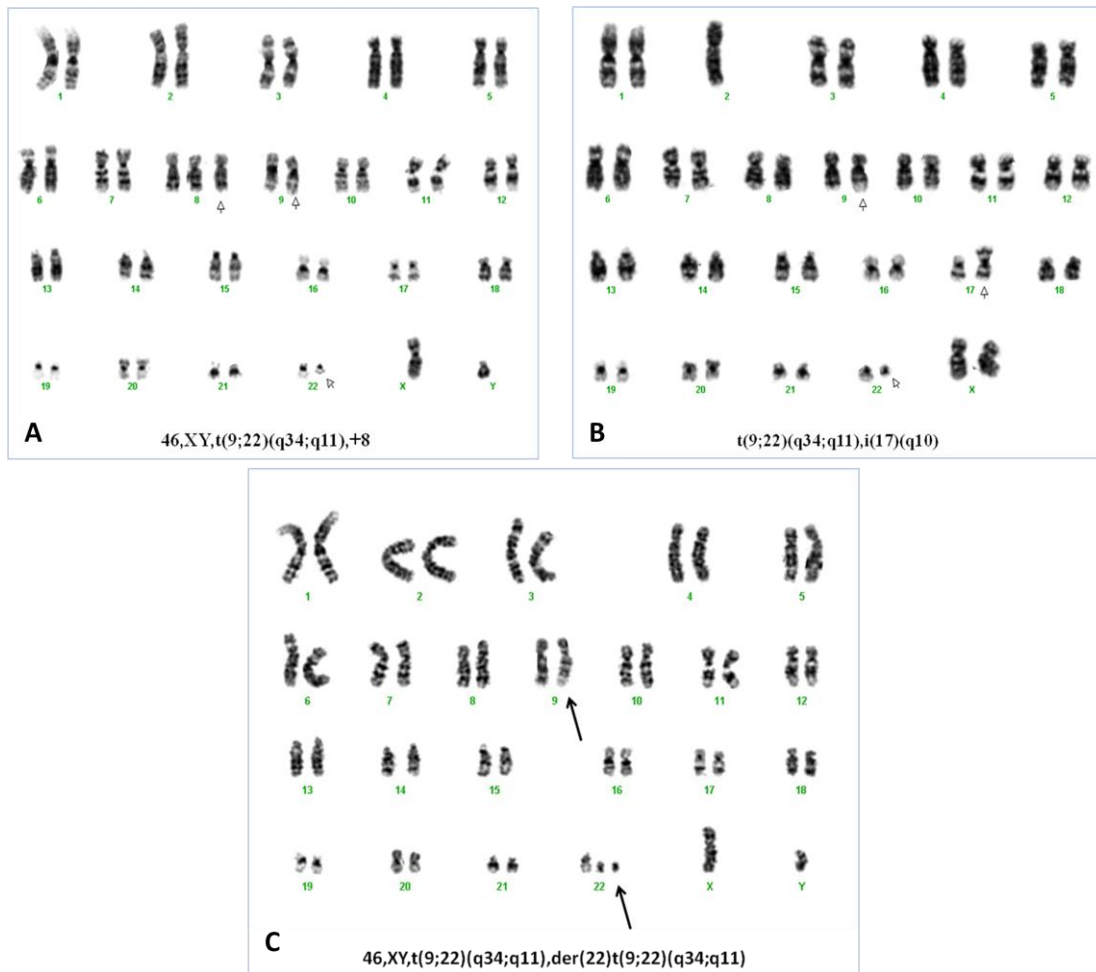 1 2 3 4 5
6 7 8 9 10 11 12
13 14 15 16 17 18
19 20 21 22 X Y
A
46,XY,t(9;22)(q34;q11),+8
1 2 3 4 5
6 7 8 9 10 11 12
13 14 15 16 17 18
19 20 21 22 X
B
t(9;22)(q34;q11),i(17)(q10)
1 2 3 4 5
6 7 8 9 10 11 12
13 14 15 16 17 18
19 20 21 22 X Y
C
46,XY,t(9;22)(q34;q11),der(22)t(9;22)(q34;q11)